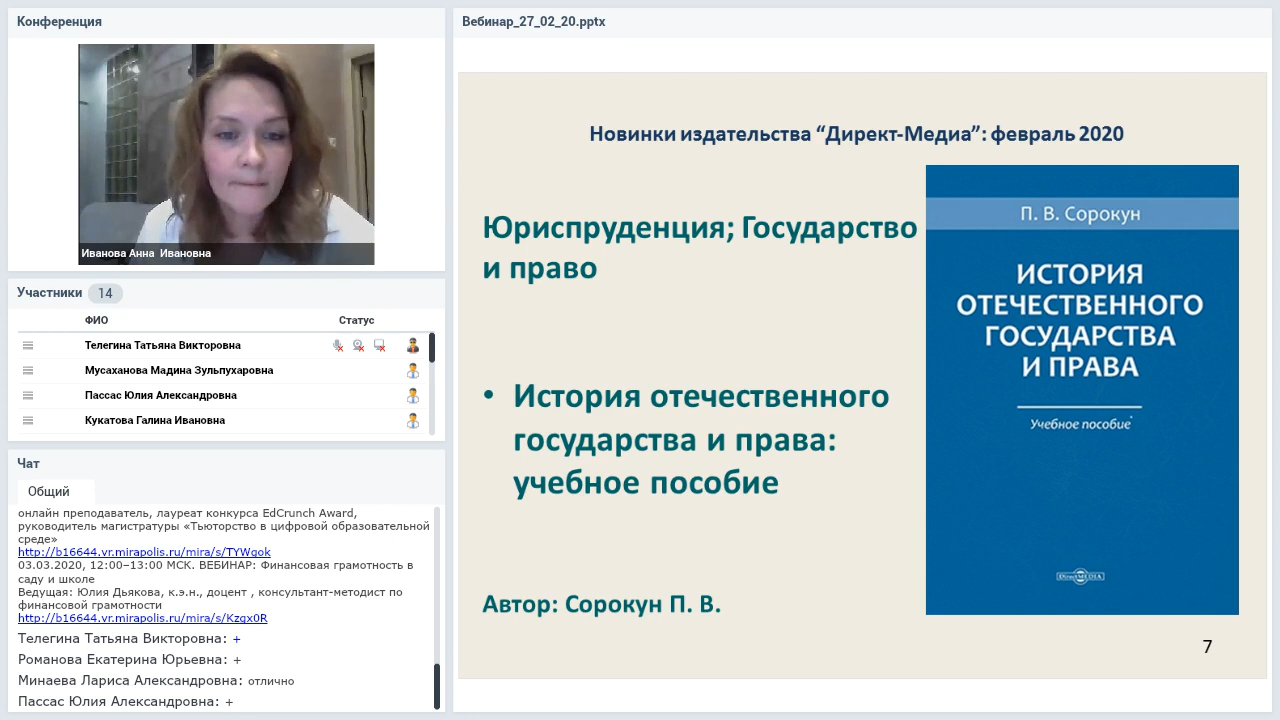 Конференция
Иванова Анна Ивановна
Участники 14
ФИО Статус
Телегина Татьяна Викторовна
Мусаханова Мадина Зульпухаровна
Пассас Юлия Александровна
Кукатова Галина Ивановна
Чат
Общий
онлайн преподаватель, лауреат конкурса EdCrunch Award,
руководитель магистратуры «Тьюторство в цифровой образовательной
среде»
http://b16644.vr.mirapolis.ru/mira/s/TYWgok
03.03.2020, 12:00–13:00 МСК. ВЕБИНАР: Финансовая грамотность в
саду и школе
Ведущая: Юлия Дьякова, к.э.н., доцент , консультант-методист по
финансовой грамотности
http://b16644.vr.mirapolis.ru/mira/s/Kzgx0R
Телегина Татьяна Викторовна: +
Романова Екатерина Юрьевна: +
Минаева Лариса Александровна: отлично
Пассас Юлия Александровна: +
Вебинар_27_02_20.pptx
Новинки издательства “Директ-Медиа”: февраль 2020
Юриспруденция; Государство
и право
• История отечественного
государства и права:
учебное пособие
Автор: Сорокун П. В.
П. В. Сорокун
ИСТОРИЯ
ОТЕЧЕСТВЕННОГО
ГОСУДАРСТВА
И ПРАВА
Учебное пособие
DirectMEDIA
7